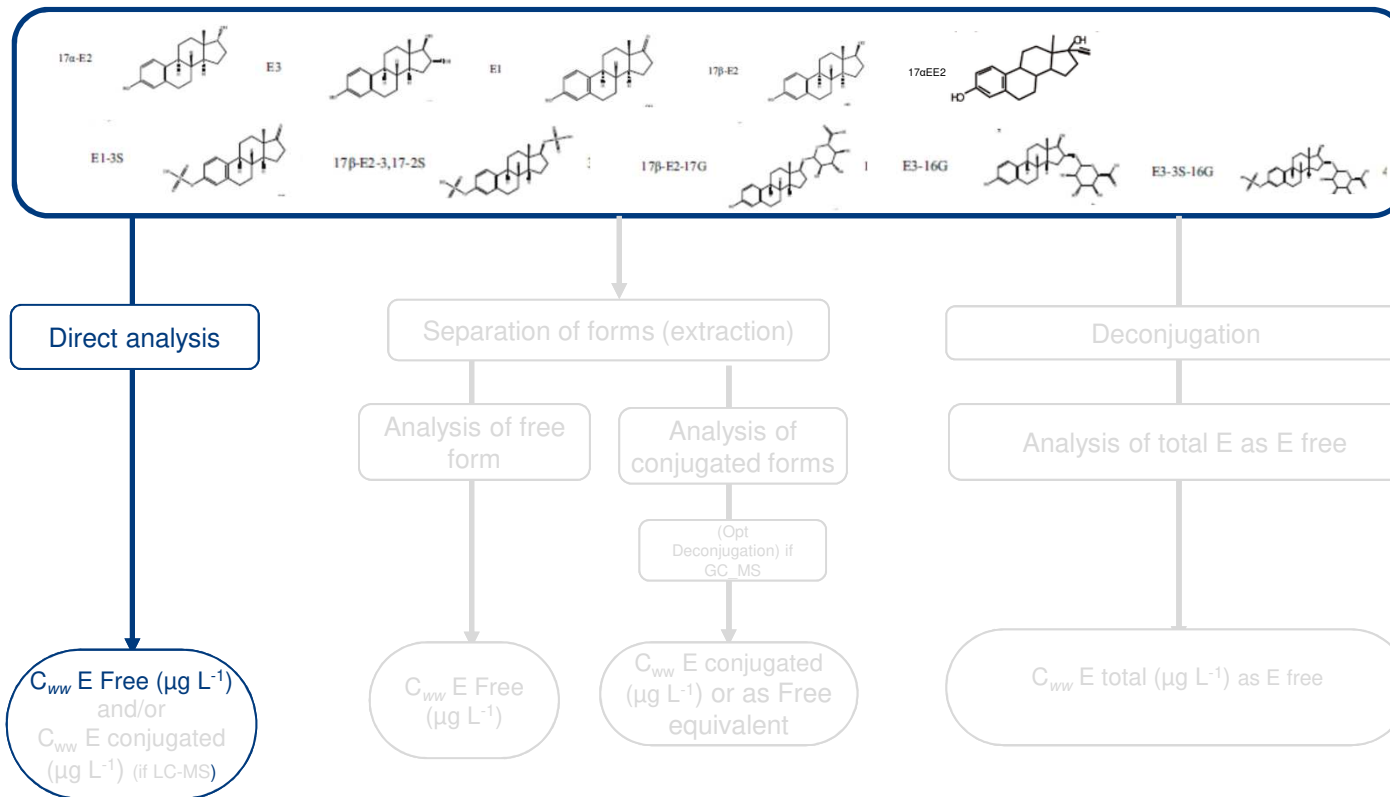 17α-E2
E3
E1
17β-E2
17αEE2
E1-3S
17β-E2-3,17-2S
17β-E2-17G
E3-16G
E3-3S-16G
Direct analysis
Separation of forms (extraction)
Deconjugation
Analysis of free
form
Analysis of
conjugated forms
Analysis of total E as E free
(Opt
Deconjugation) if
GC_MS
Cww E Free (µg L-1)
and/or
Cww E conjugated
(µg L-1) (if LC-MS)
Cww E Free
(µg L-1)
Cww E conjugated
(µg L-1) or as Free
equivalent
Cww E total (µg L-1) as E free